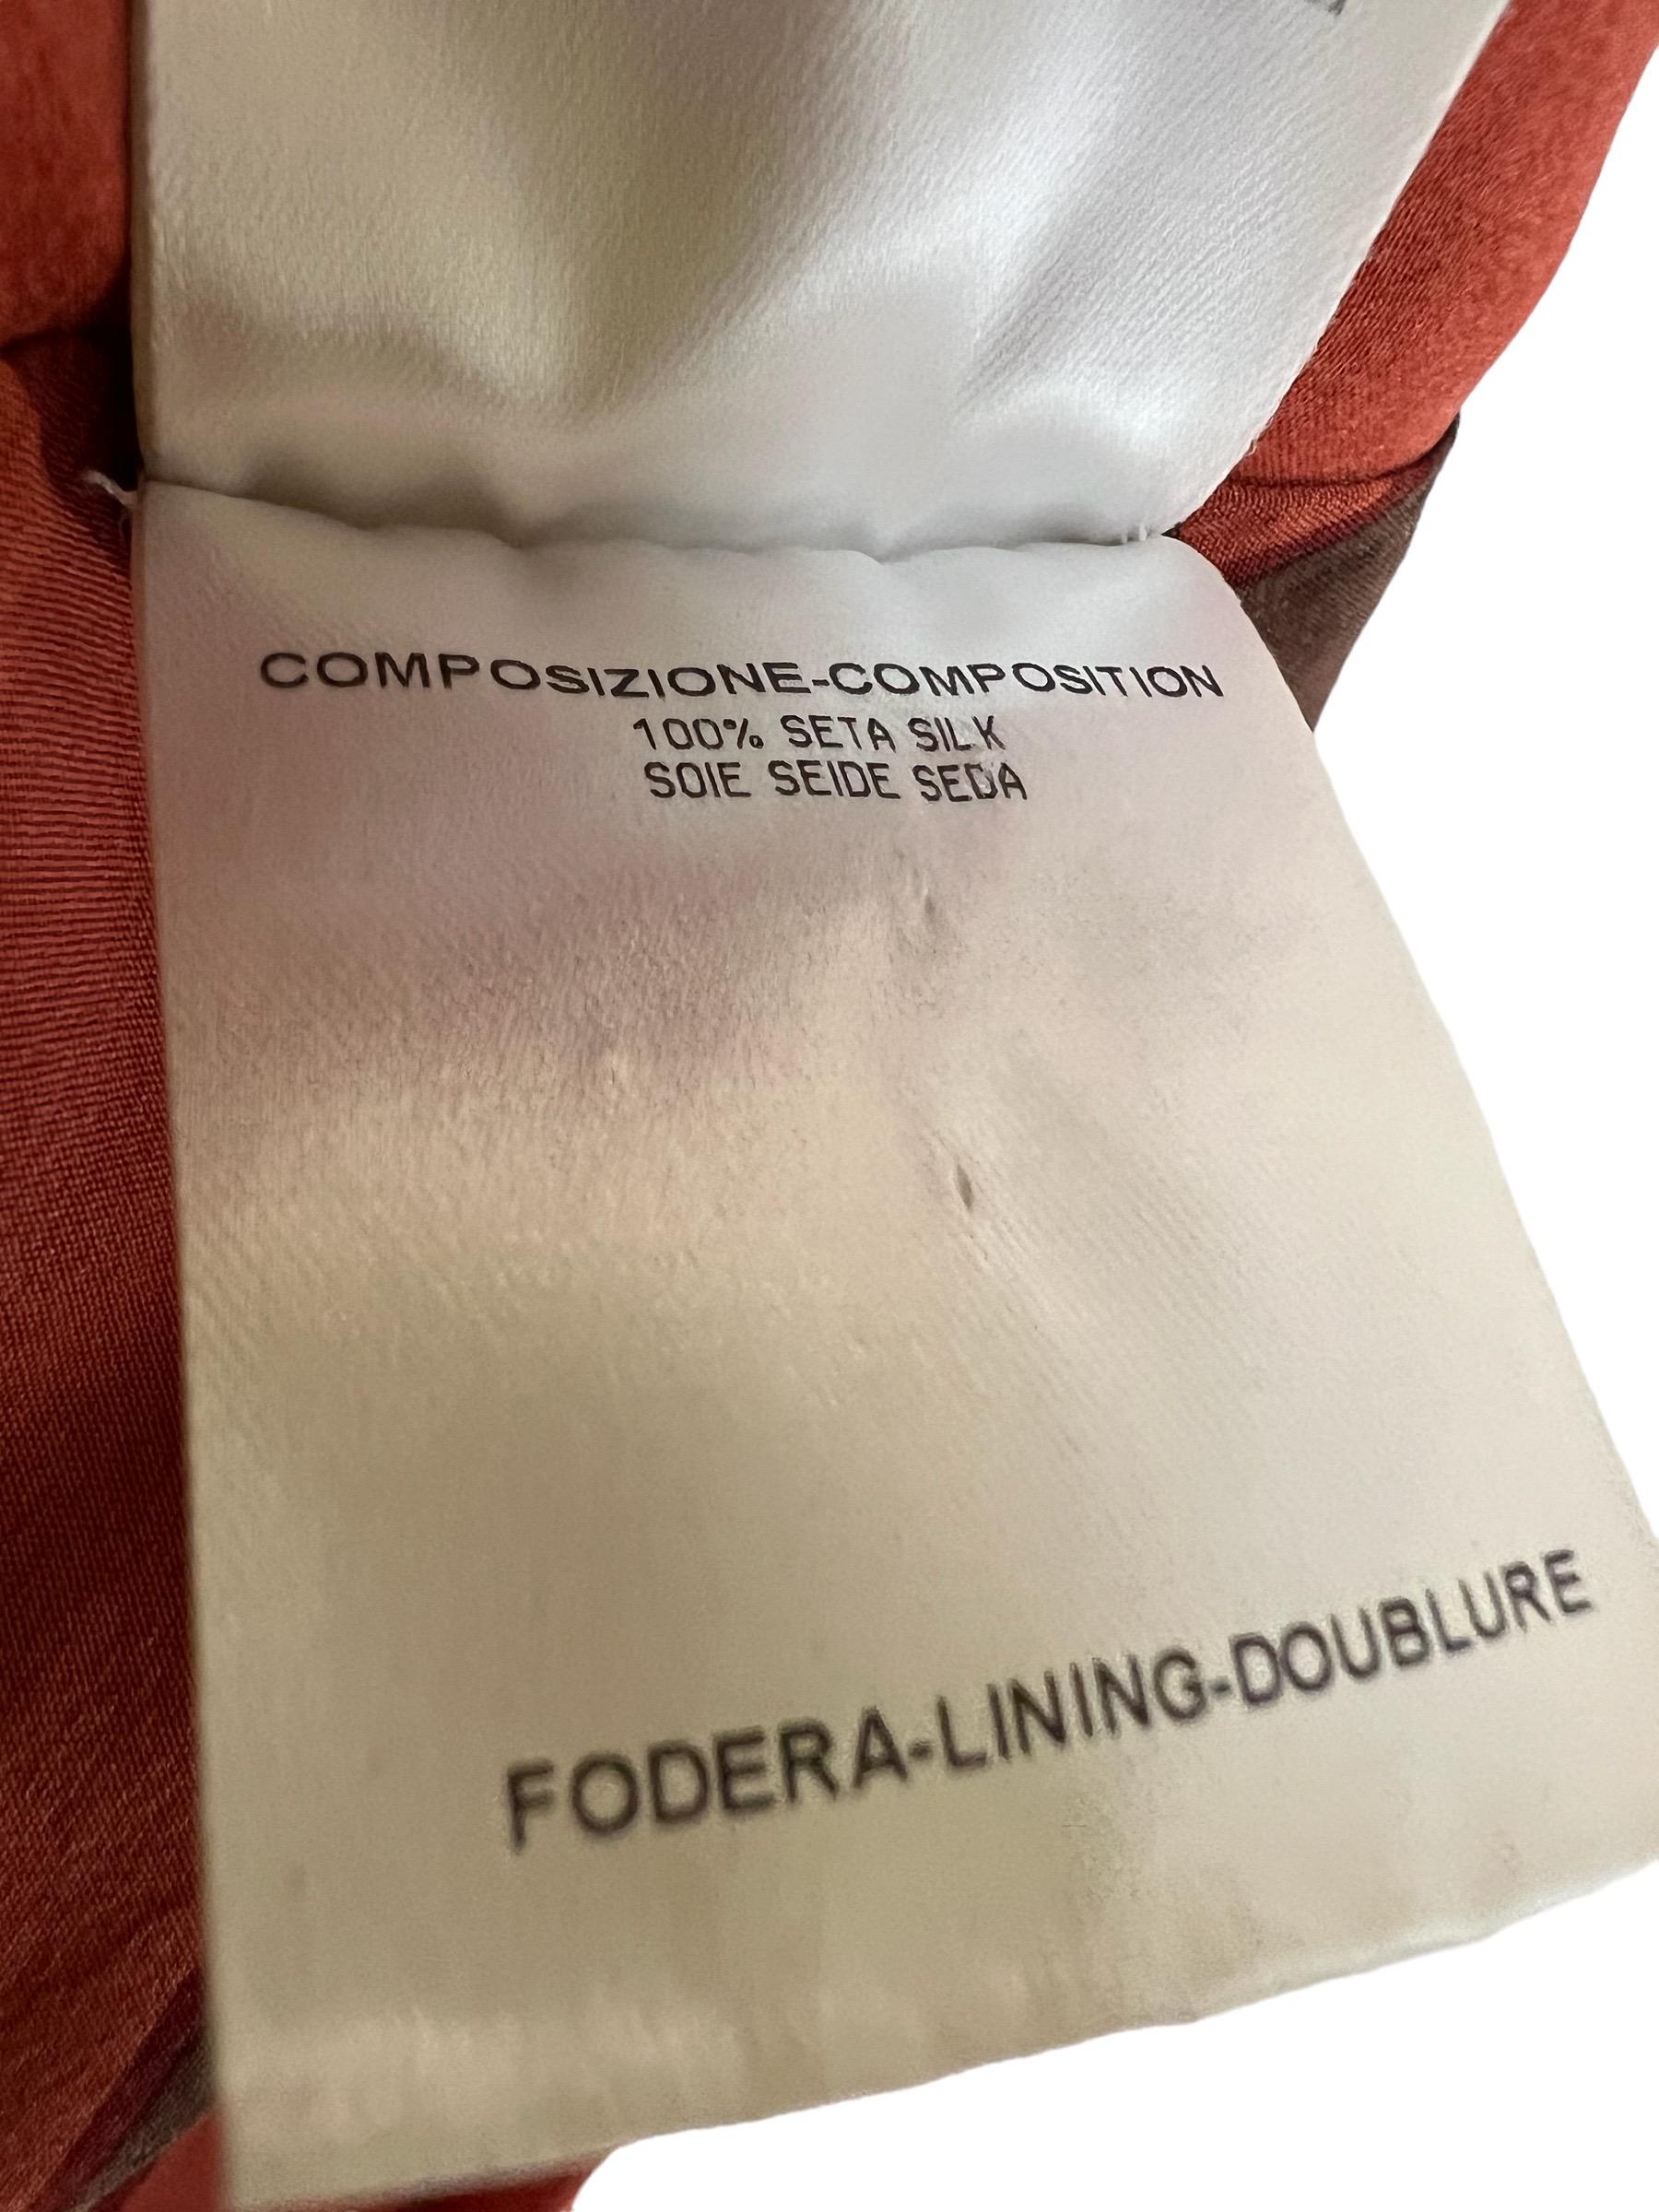 COMPOSIZIONE-COMPOSITION
100% SETA SILK
SOIE SEIDE SEDA
FODERA-LINING-DOUBLURE